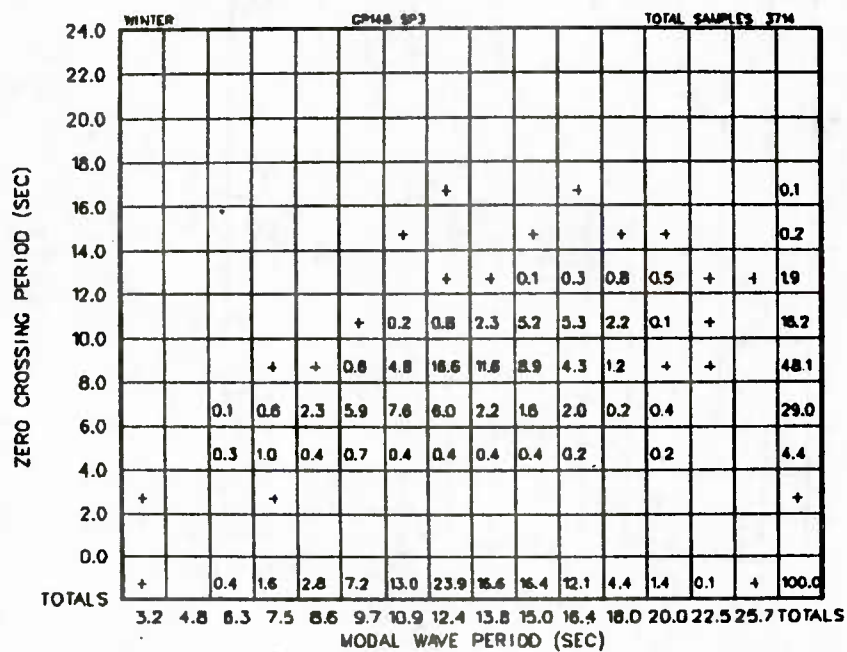 WINTER GP148 SP3 TOTAL SAMPLES 3714
24.0
22.0
20.0
18.0
+ + 0.1
16.0
+ + + + 0.2
14.0
+ + 0.1 0.3 0.8 0.5 + + 1.9
12.0
+ 0.2 0.8 2.3 5.2 5.3 2.2 0.1 + 16.2
10.0
+ + 0.6 4.8 16.6 11.6 8.9 4.3 1.2 + + 48.1
8.0
0.1 0.6 2.3 5.9 7.6 6.0 2.2 1.6 2.0 0.2 0.4 29.0
6.0
0.3 1.0 0.4 0.7 0.4 0.4 0.4 0.4 0.2 0.2 4.4
4.0
+ + +
2.0
0.0
+ 0.4 1.6 2.8 7.2 13.0 23.9 16.6 16.4 12.1 4.4 1.4 0.1 + 100.0
TOTALS
3.2 4.8 6.3 7.5 8.6 9.7 10.9 12.4 13.8 15.0 16.4 18.0 20.0 22.5 25.7 TOTALS
MODAL WAVE PERIOD (SEC)
ZERO CROSSING PERIOD (SEC)